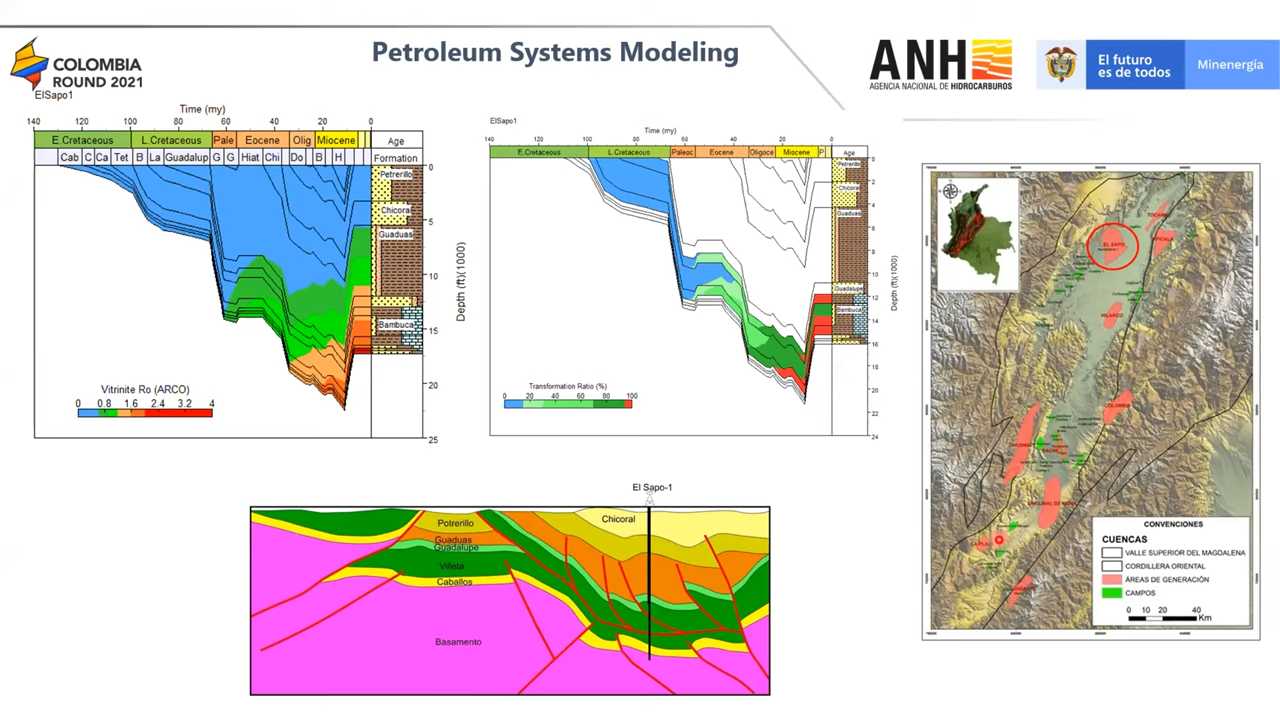 Petroleum Systems Modeling
COLOMBIA
ROUND 2021
ANH
AGENCIA NACIONAL DE HIDROCARBUROS
El futuro
es de todos
Minenergía
ElSapo1
Time (my)
140 120 100 80 60 40 20 0
E.Cretaceous L.Cretaceous Pale Eocene Olig Miocene Age
Cab C Ca Tet B La Guadalup G G Hiat Chi Do B H Formation
Petrerillo
Chicora
Guaduas
Bambuca
0
5
10
15
20
25
Depth (ft)(1000)
Vitrinite Ro (ARCO)
0 0.8 1.6 2.4 3.2 4
ElSapo1
Time (my)
140 120 100 80 60 40 20 0
E.Cretaceous L.Cretaceous Paleoc Eocene Oligoce Miocene P Age
Petrerillo
Chicora
Guaduas
Guadalupe
Bambuca
0
2
4
6
8
10
12
14
16
18
20
22
24
Depth (ft)(1000)
Transformation Ratio (%)
0 20 40 60 80 100
El Sapo-1
Potrerillo
Chicoral
Guaduas
Guadalupe
Villeta
Caballos
Basamento
EL SAPO
HILARCO
COLOMBIA
CONVENCIONES
CUENCAS
VALLE SUPERIOR DEL MAGDALENA
CORDILLERA ORIENTAL
ÁREAS DE GENERACIÓN
CAMPOS
0 10 20 40
Km